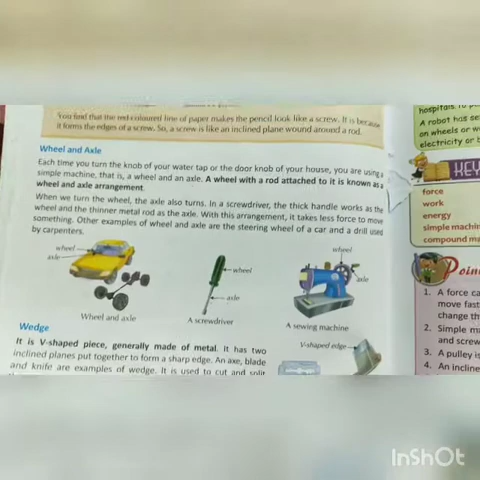 You find that the red-coloured line of paper makes the pencil look like a screw. It is because
it forms the edges of a screw. So, a screw is like an inclined plane wound around a rod.
Wheel and Axle
Each time you turn the knob of your water tap or the door knob of your house, you are using a
simple machine, that is, a wheel and an axle. A wheel with a rod attached to it is known as a
wheel and axle arrangement.
When we turn the wheel, the axle also turns. In a screwdriver, the thick handle works as the
wheel and the thinner metal rod as the axle. With this arrangement, it takes less force to move
something. Other examples of wheel and axle are the steering wheel of a car and a drill used
by carpenters.
wheel
axle
Wheel and axle
wheel
axle
A screwdriver
wheel
axle
A sewing machine
Wedge
It is V-shaped piece, generally made of metal. It has two
inclined planes put together to form a sharp edge. An axe, blade
and knife are examples of wedge. It is used to cut and split
V-shaped edge
hospitals. To
A robot has se
on wheels or
electricity or
KEY
force
work
energy
simple machin
compound ma
Poin
1. A force ca
move fast
change th
2. Simple m
and screw
3. A pulley is
4. An incline
InShOt